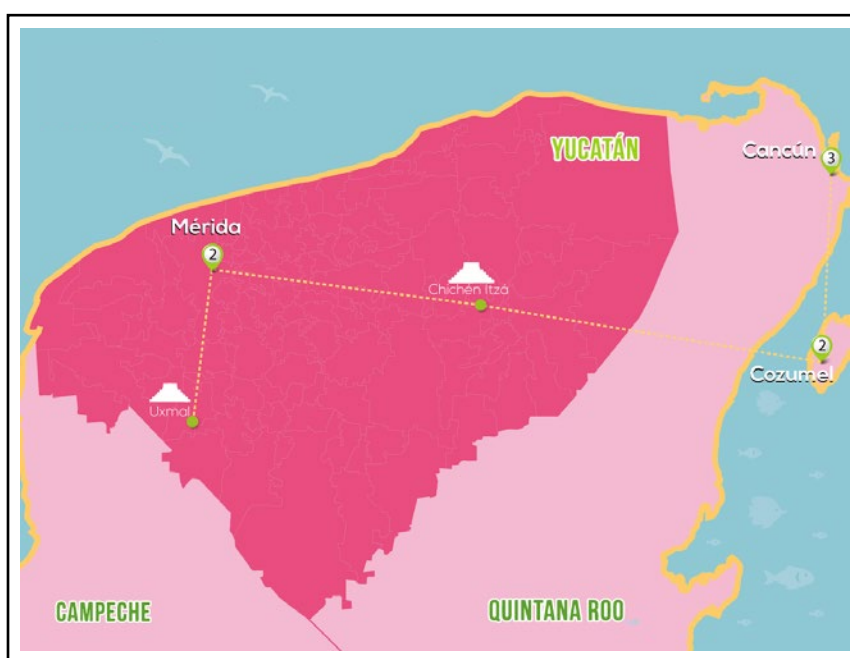 YUCATÁN
Cancún
3
Mérida
2
Chichén Itzá
2
Cozumel
Uxmal
CAMPECHE
QUINTANA ROO